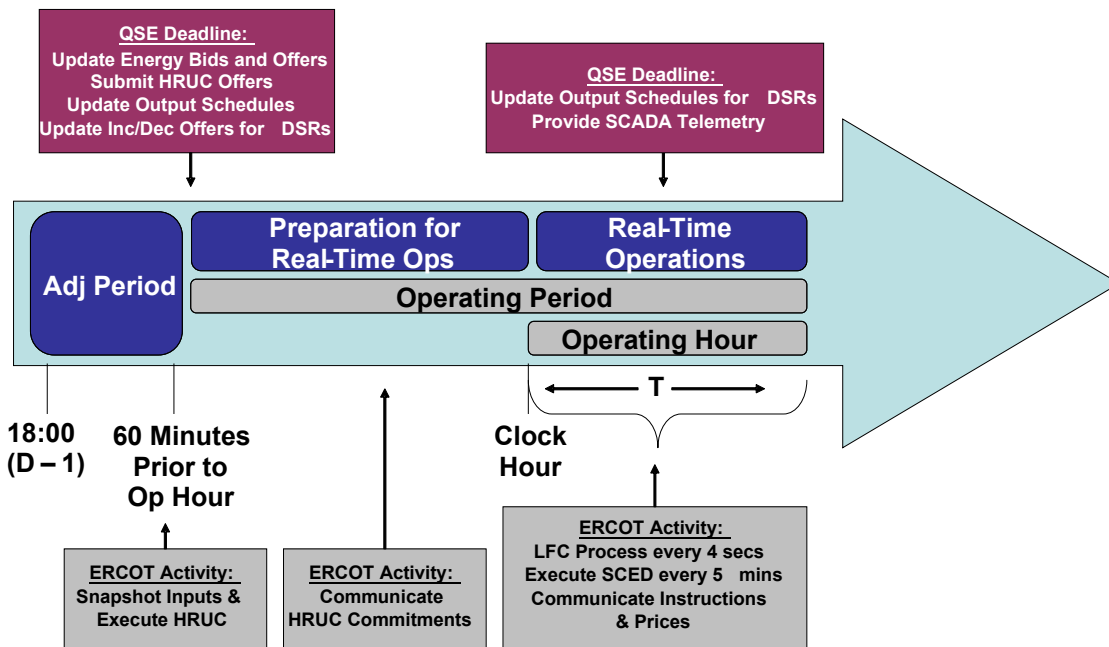 QSE Deadline:
Update Energy Bids and Offers
Submit HRUC Offers
Update Output Schedules
Update Inc/Dec Offers for DSRs
QSE Deadline:
Update Output Schedules for DSRs
Provide SCADA Telemetry
Adj Period
Preparation for
Real-Time Ops
Real-Time
Operations
Operating Period
Operating Hour
T
18:00
(D – 1)
60 Minutes
Prior to
Op Hour
Clock
Hour
ERCOT Activity:
Snapshot Inputs &
Execute HRUC
ERCOT Activity:
Communicate
HRUC Commitments
ERCOT Activity:
LFC Process every 4 secs
Execute SCED every 5 mins
Communicate Instructions
& Prices